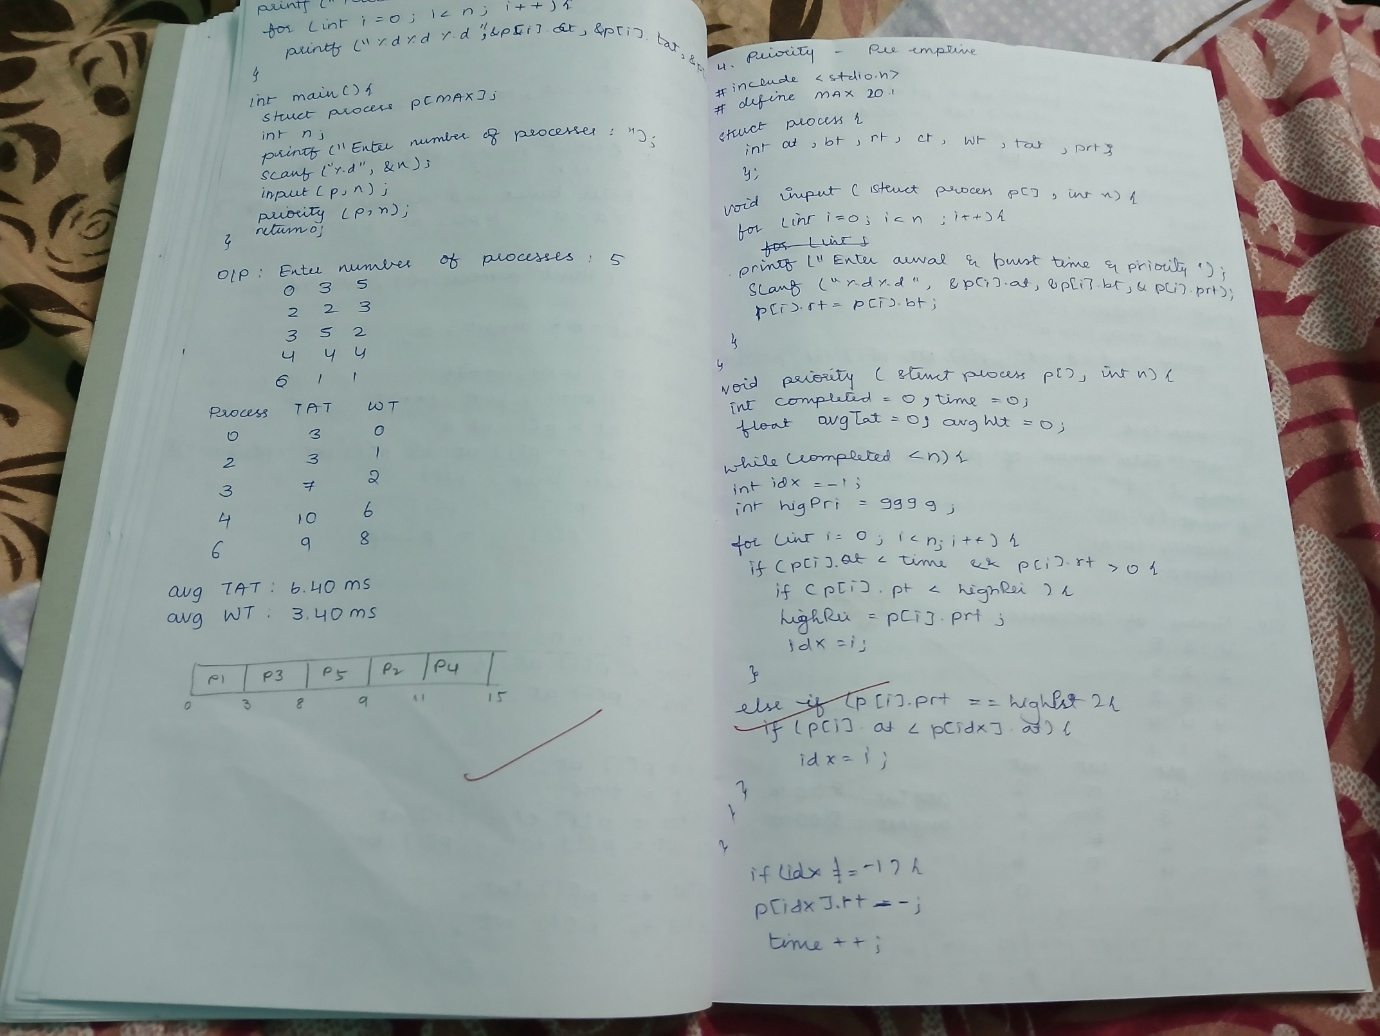 printf ("
for (int i=0; i<n; i++){
printf ("%d %d %d", &p[i].at, &p[i].tat, &p
}
int main(){
struct process p[MAX];
int n;
printf ("Enter number of processes : ");
scanf ("%d", &n);
input (p,n);
priority (p,n);
return 0;
}
O/P : Enter number of processes : 5
0 3 5
2 2 3
3 5 2
4 4 4
6 1 1
Process TAT WT
0 3 0
2 3 1
3 7 2
4 10 6
6 9 8
avg TAT : 6.40 ms
avg WT : 3.40 ms
P1 P3 P5 P2 P4
0 3 8 9 11 15
4. Priority - Pre emptive
# include <stdio.h>
# define MAX 20
struct process {
int at, bt, rt, ct, wt, tat, prt;
};
void input (struct process p[], int n) {
for (int i=0; i<n ; i++) {
for (int
printf (" Enter arival & burst time & priority ");
scanf ("%d%d", &p[i].at, &p[i].bt, & p[i].prt);
p[i].rt = p[i].bt;
}
}
void priority (struct process p[], int n) {
int completed = 0, time = 0;
float avgTat = 0, avgWt = 0;
while (completed < n) {
int idx = -1;
int higPri = 9999;
for (int i = 0; i<n; i++) {
if (p[i].at < time && p[i].rt > 0 {
if (p[i].pt < highPri ) {
highPri = p[i].prt ;
idx = i;
}
else if (p[i].prt == highPst ) {
if (p[i].at < p[idx].at) {
idx = i ;
}
}
}
if (idx != -1) {
p[idx].rt --;
time ++;